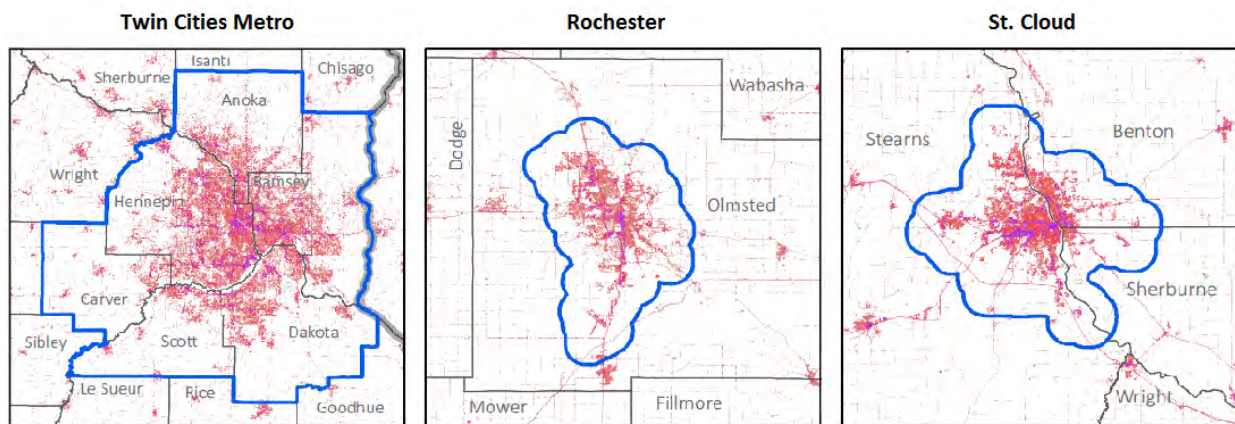 Twin Cities Metro
Isanti
Sherburne
Chisago
Anoka
Wright
Ramsey
Hennepin
Carver
Sibley
Scott
Dakota
Le Sueur
Rice
Goodhue
Rochester
Wabasha
Dodge
Olmsted
Mower
Fillmore
St. Cloud
Stearns
Benton
Sherburne
Wright